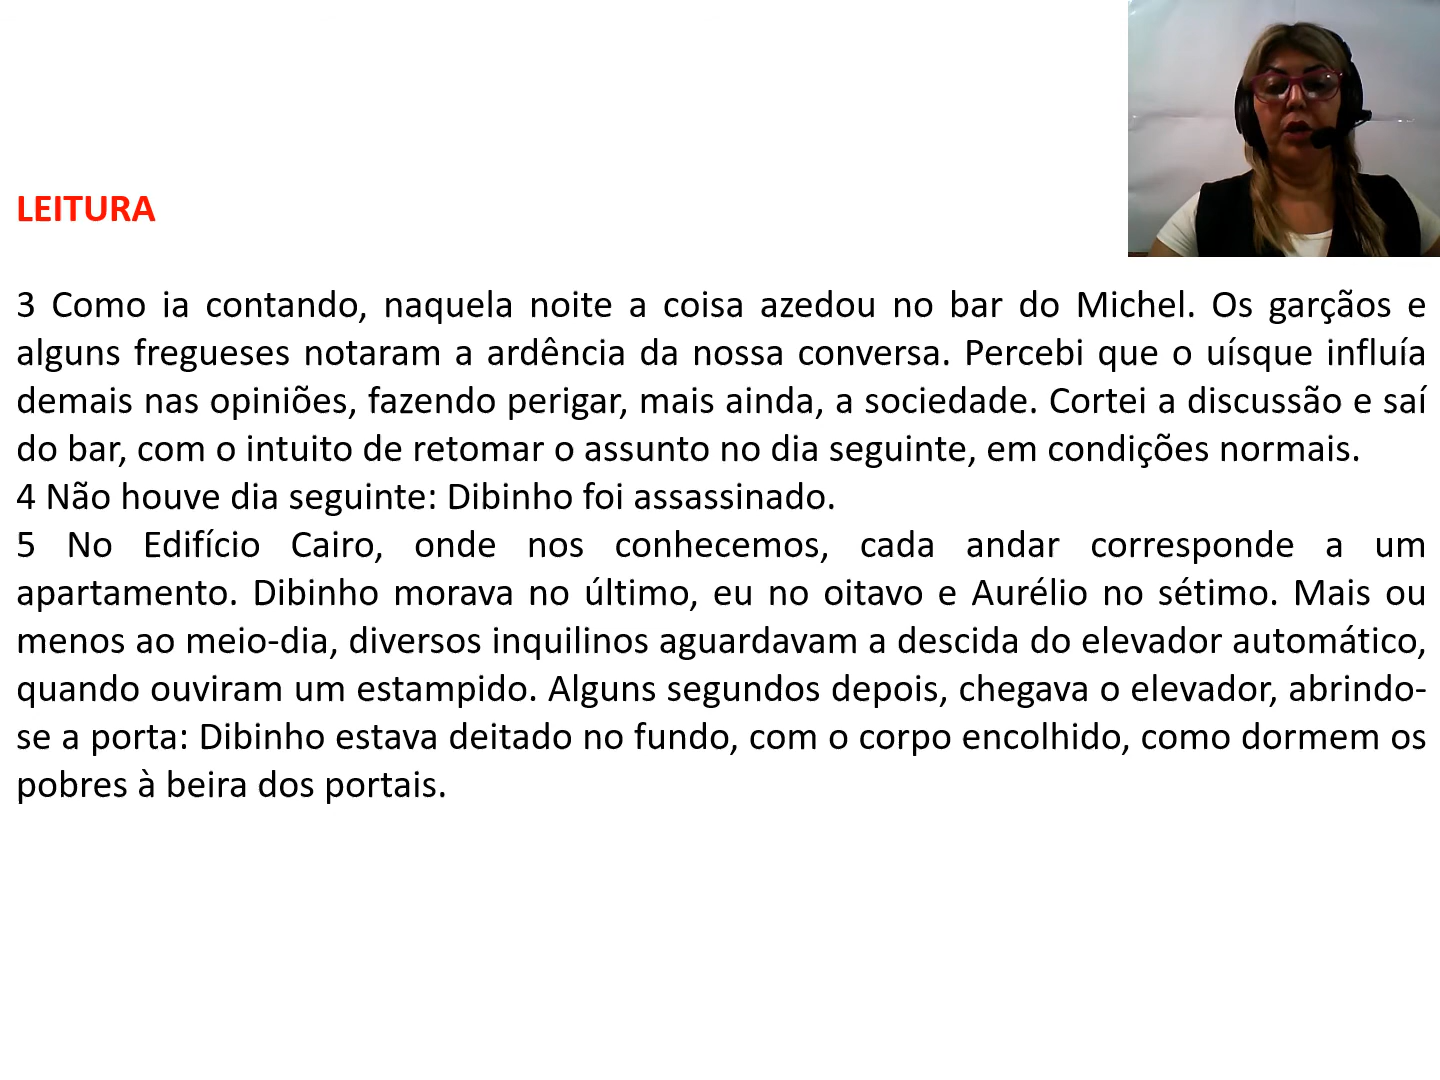 LEITURA
3 Como ia contando, naquela noite a coisa azedou no bar do Michel. Os garçãos e
alguns fregueses notaram a ardência da nossa conversa. Percebi que o uísque influía
demais nas opiniões, fazendo perigar, mais ainda, a sociedade. Cortei a discussão e saí
do bar, com o intuito de retomar o assunto no dia seguinte, em condições normais.
4 Não houve dia seguinte: Dibinho foi assassinado.
5 No Edifício Cairo, onde nos conhecemos, cada andar corresponde a um
apartamento. Dibinho morava no último, eu no oitavo e Aurélio no sétimo. Mais ou
menos ao meio-dia, diversos inquilinos aguardavam a descida do elevador automático,
quando ouviram um estampido. Alguns segundos depois, chegava o elevador, abrindo-
se a porta: Dibinho estava deitado no fundo, com o corpo encolhido, como dormem os
pobres à beira dos portais.